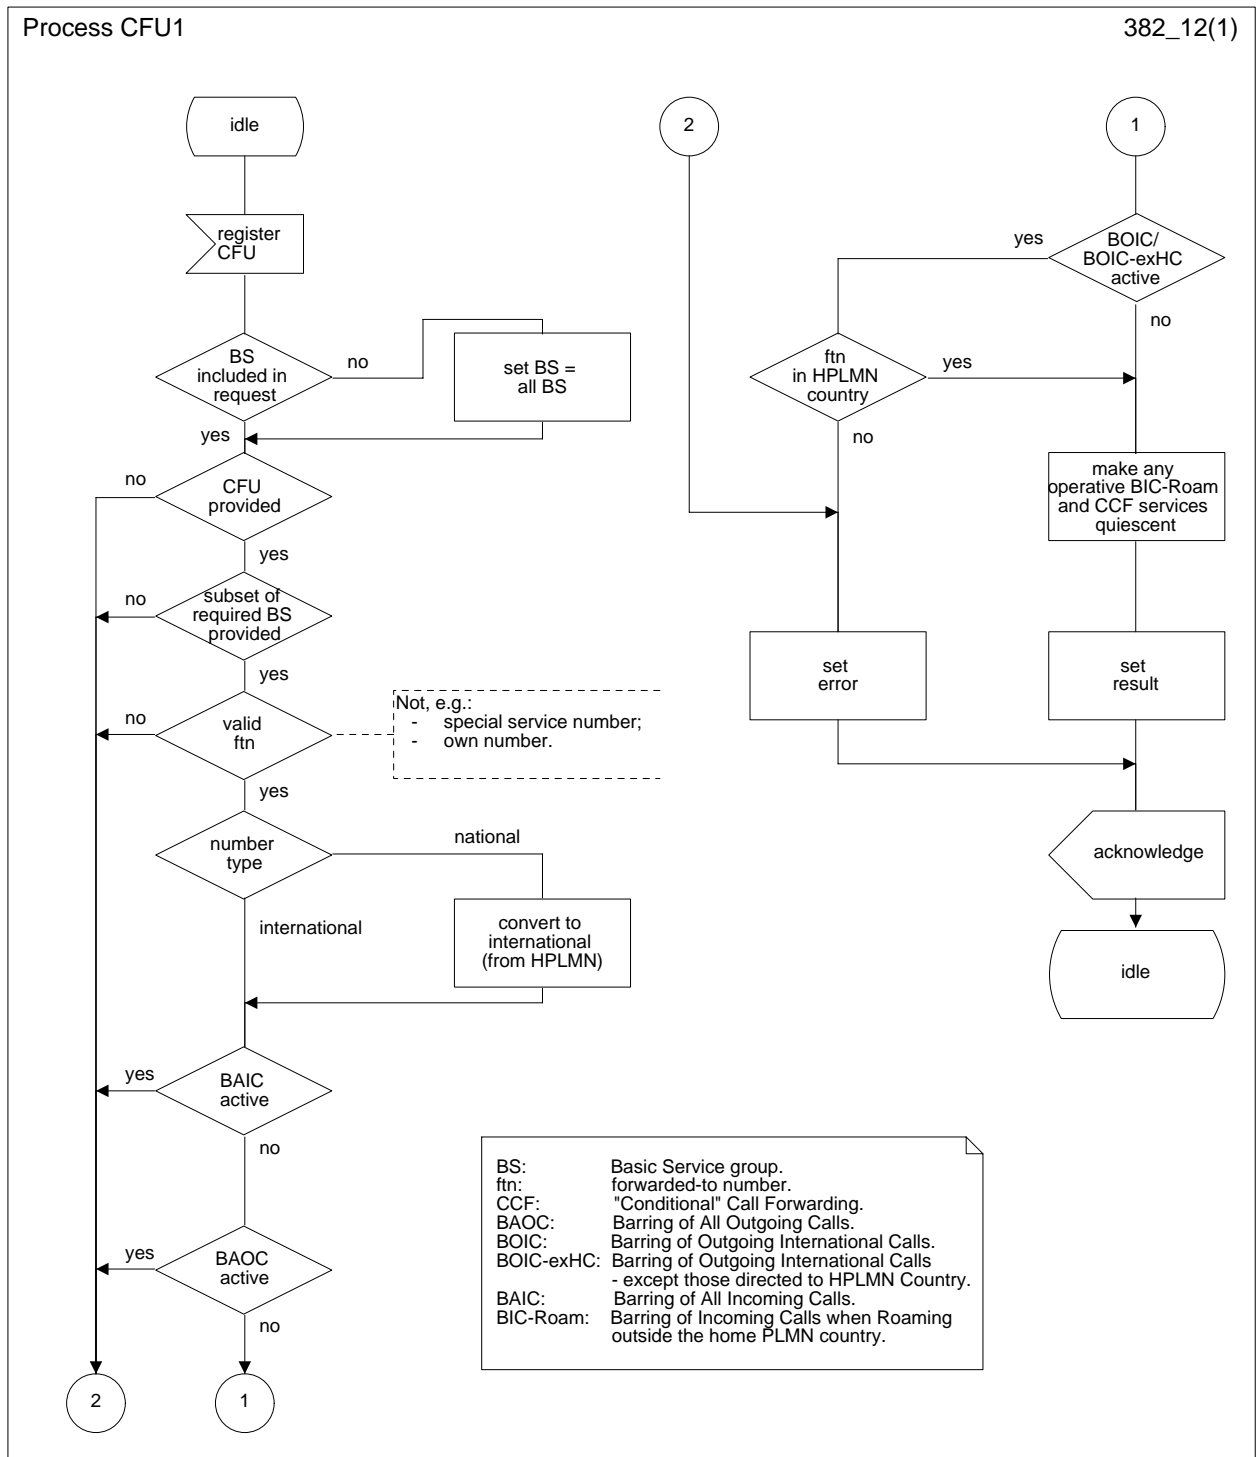 Process CFU1
382_12(1)
idle
register
CFU
BS
included in
request
no
set BS =
all BS
yes
CFU
provided
no
yes
subset of
required BS
provided
no
yes
valid
ftn
no
Not, e.g.:
- special service number;
- own number.
yes
number
type
national
international
convert to
international
(from HPLMN)
BAIC
active
yes
no
BAOC
active
yes
no
2
1
2
1
BOIC/
BOIC-exHC
active
yes
no
ftn
in HPLMN
country
yes
no
make any
operative BIC-Roam
and CCF services
quiescent
set
error
set
result
acknowledge
idle
BS: Basic Service group.
ftn: forwarded-to number.
CCF: "Conditional" Call Forwarding.
BAOC: Barring of All Outgoing Calls.
BOIC: Barring of Outgoing International Calls.
BOIC-exHC: Barring of Outgoing International Calls
- except those directed to HPLMN Country.
BAIC: Barring of All Incoming Calls.
BIC-Roam: Barring of Incoming Calls when Roaming
outside the home PLMN country.